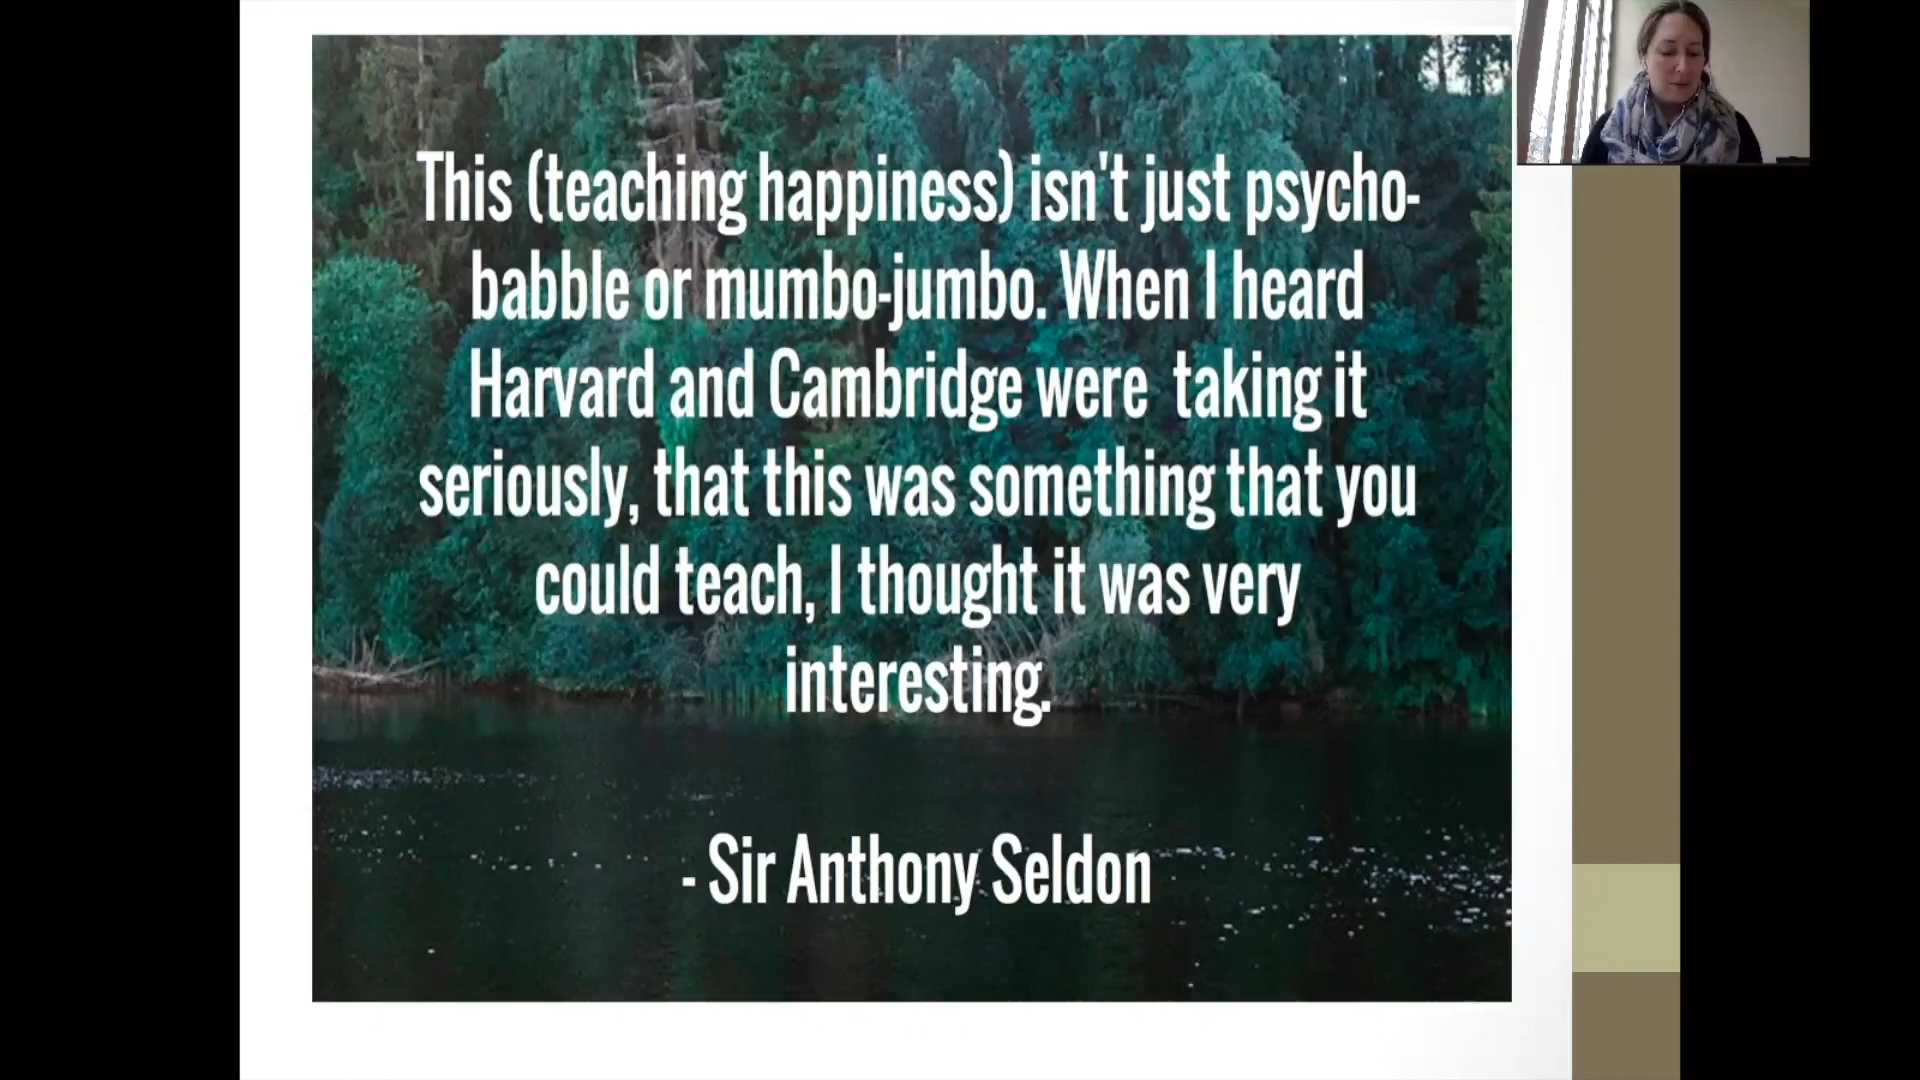 This (teaching happiness) isn't just psycho-
babble or mumbo-jumbo. When I heard
Harvard and Cambridge were taking it
seriously, that this was something that you
could teach, I thought it was very
interesting.
- Sir Anthony Seldon